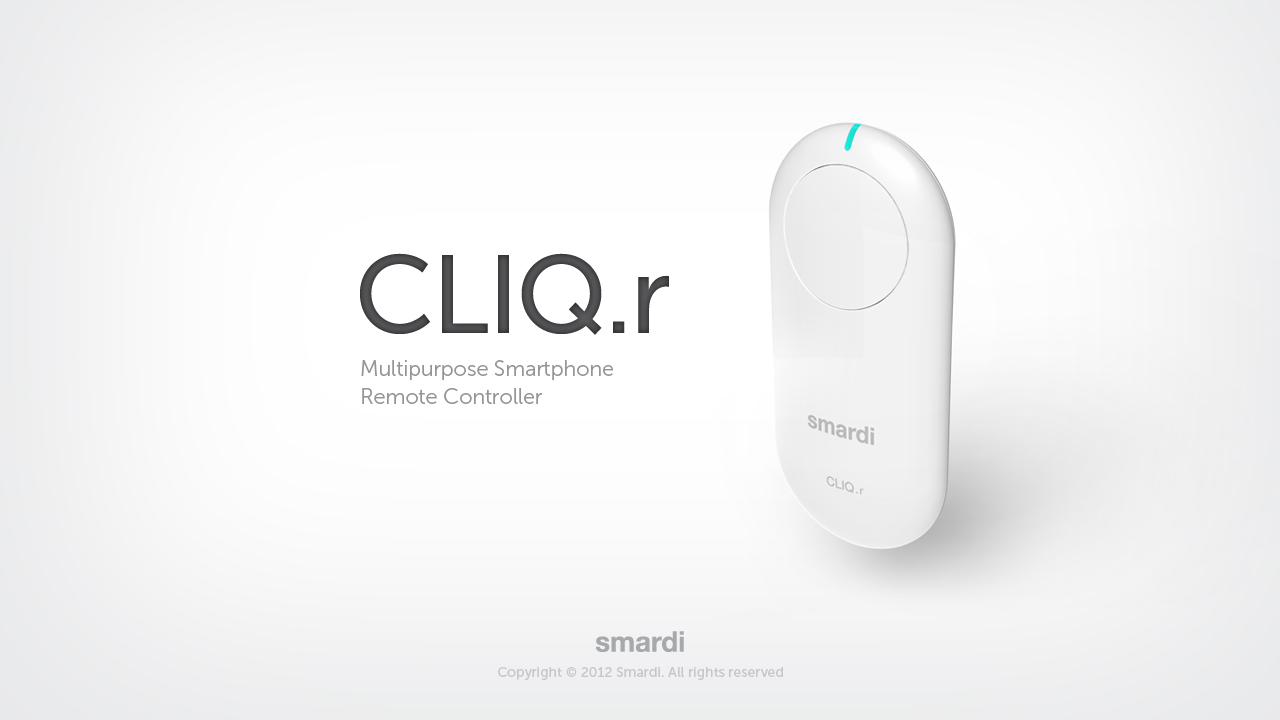 CLIQ.r
Multipurpose Smartphone
Remote Controller
smardi
CLIQ.r
smardi
Copyright © 2012 Smardi. All rights reserved